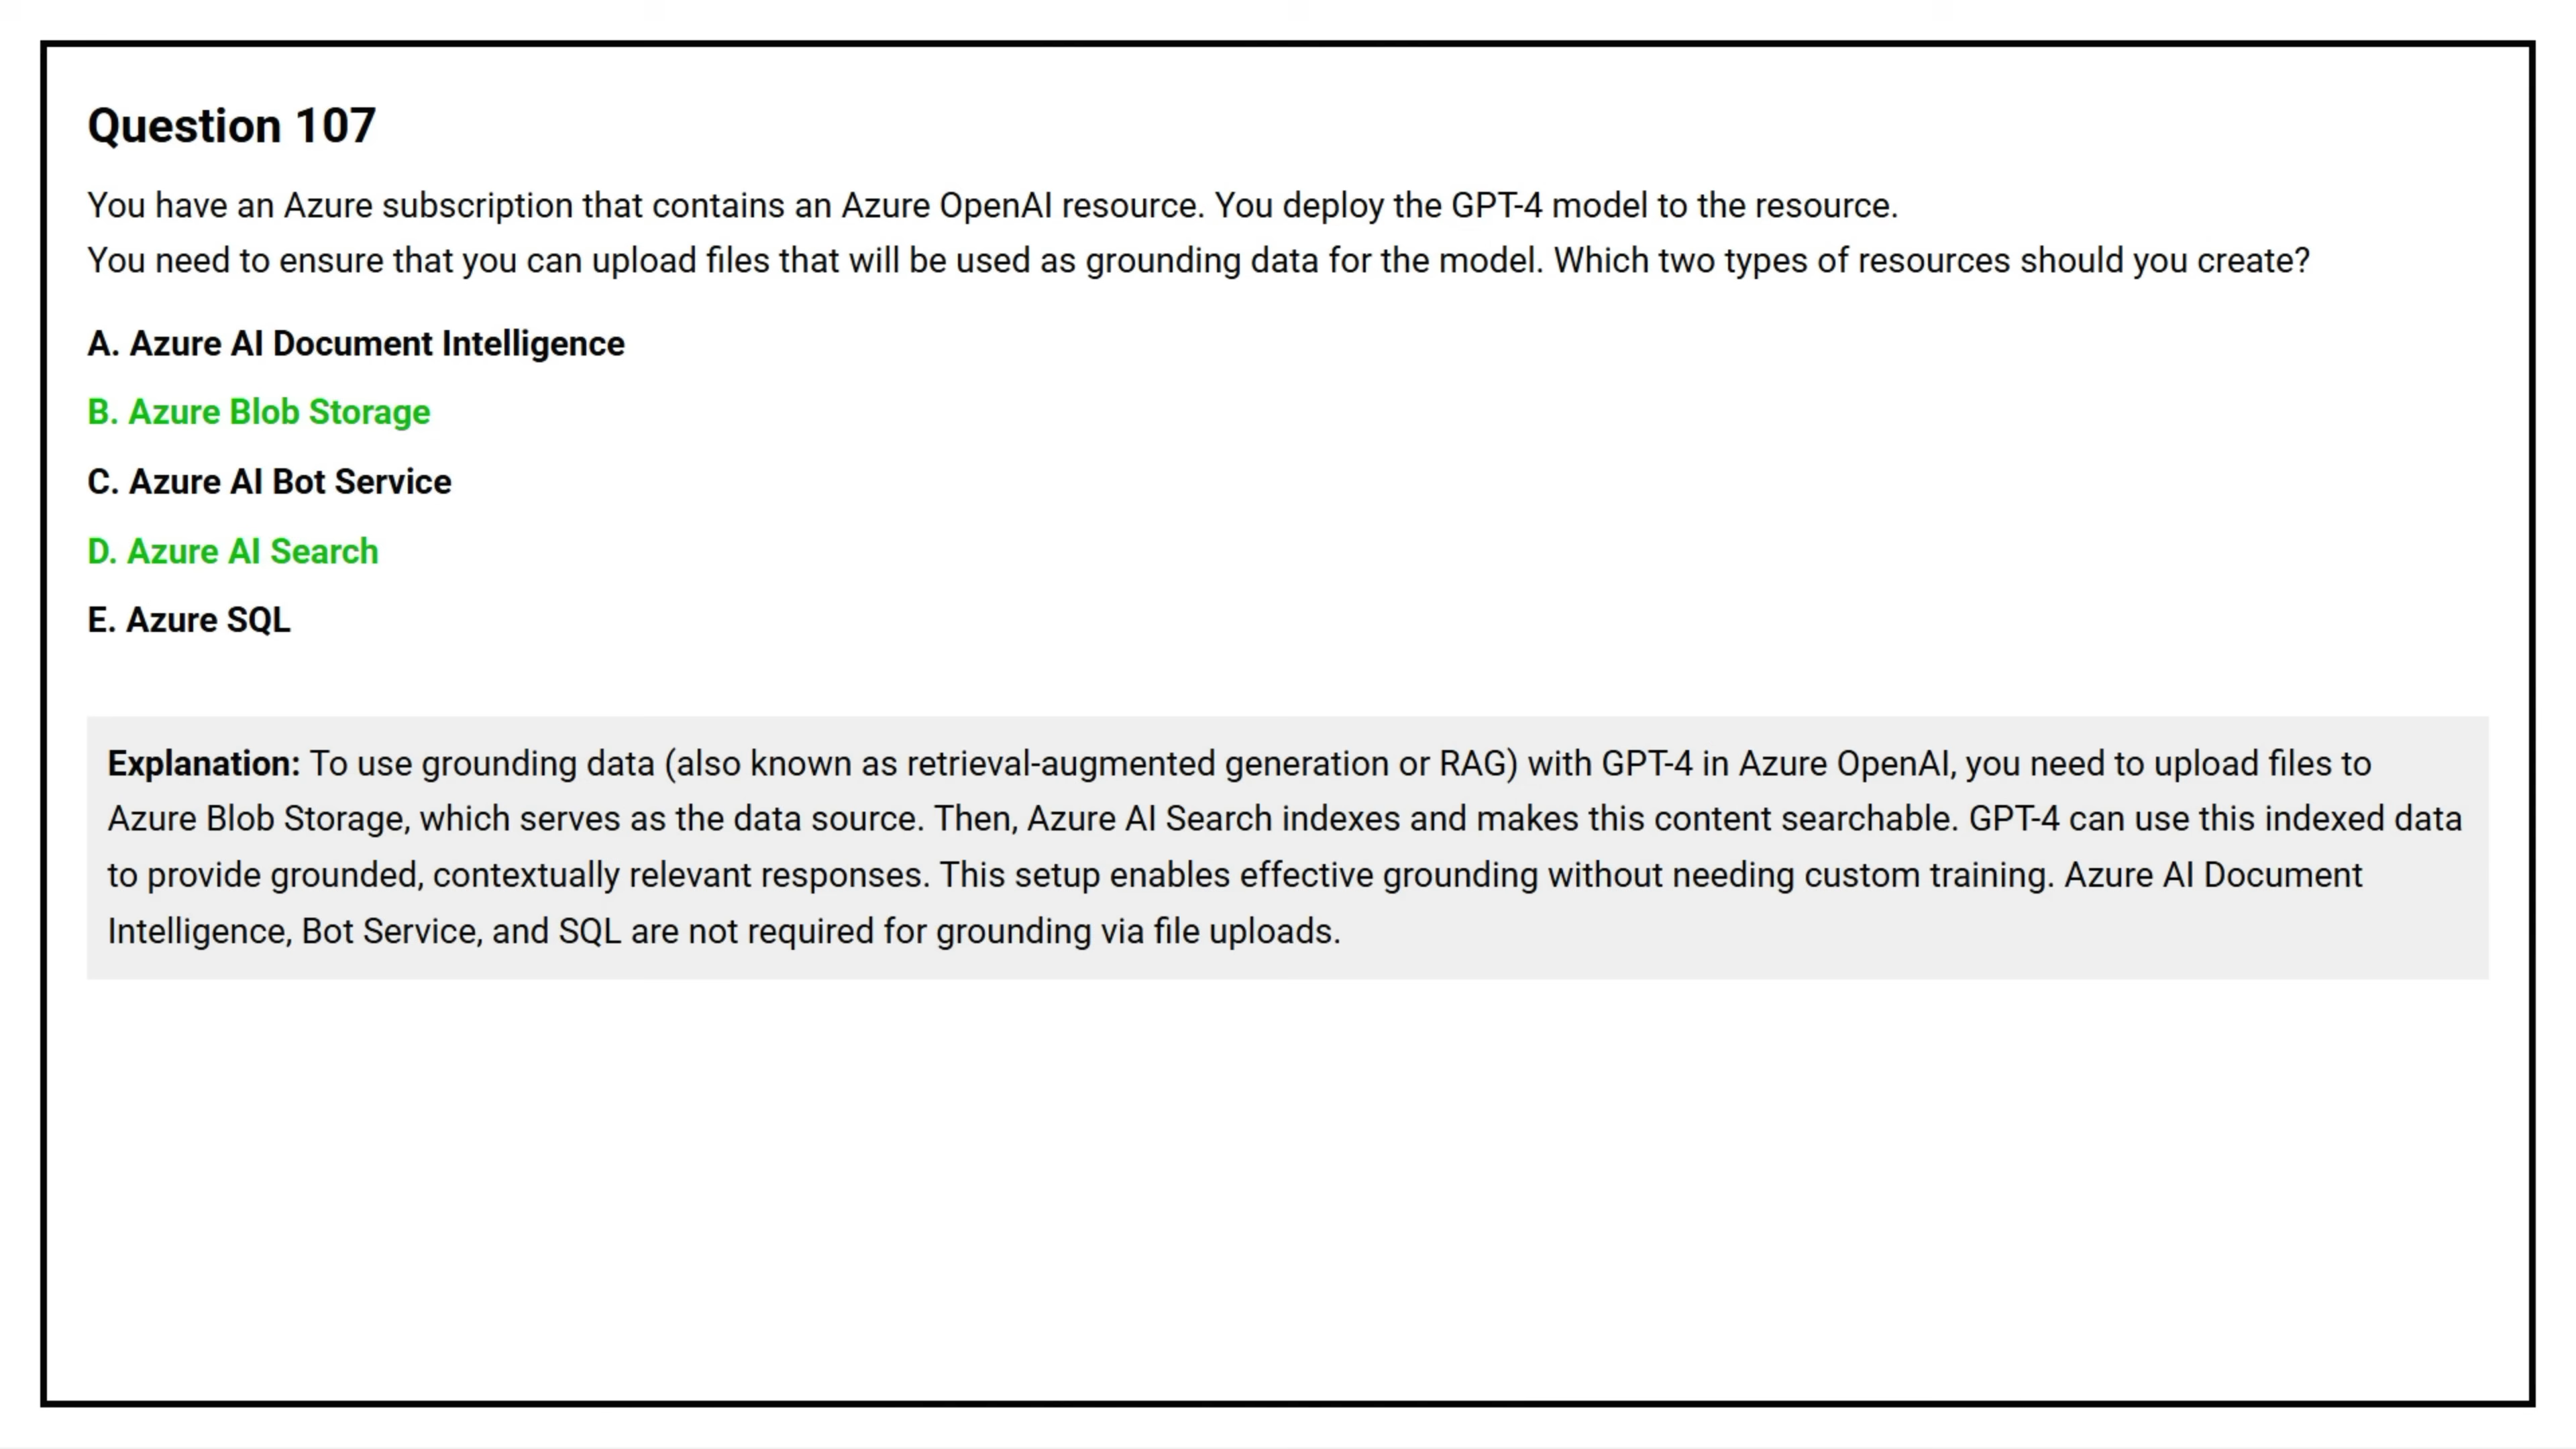 Question 107
You have an Azure subscription that contains an Azure OpenAI resource. You deploy the GPT-4 model to the resource.
You need to ensure that you can upload files that will be used as grounding data for the model. Which two types of resources should you create?
A. Azure AI Document Intelligence
B. Azure Blob Storage
C. Azure AI Bot Service
D. Azure AI Search
E. Azure SQL
Explanation: To use grounding data (also known as retrieval-augmented generation or RAG) with GPT-4 in Azure OpenAI, you need to upload files to
Azure Blob Storage, which serves as the data source. Then, Azure AI Search indexes and makes this content searchable. GPT-4 can use this indexed data
to provide grounded, contextually relevant responses. This setup enables effective grounding without needing custom training. Azure AI Document
Intelligence, Bot Service, and SQL are not required for grounding via file uploads.